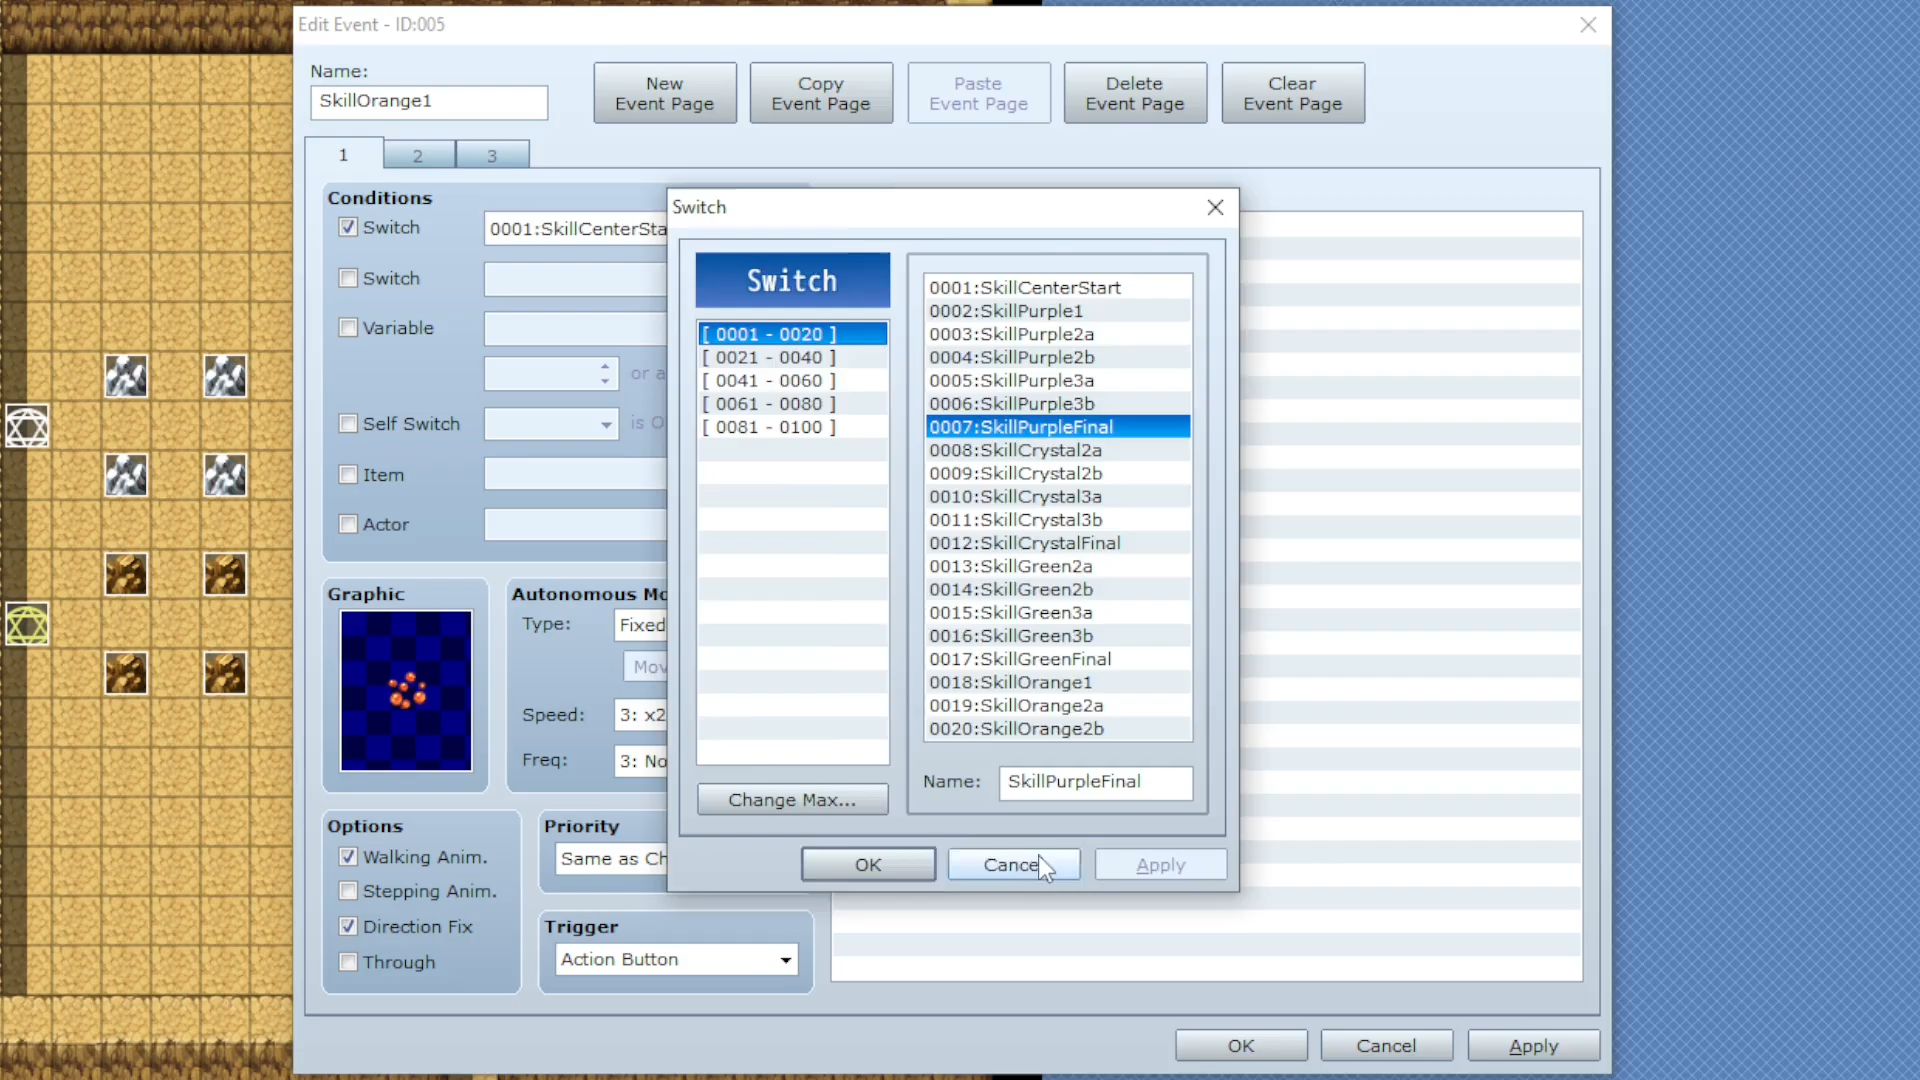 Edit Event - ID:005
Name:
SkillOrange1
New
Event Page
Copy
Event Page
Paste
Event Page
Delete
Event Page
Clear
Event Page
1
2
3
Conditions
Switch
0001:SkillCenterSta
Switch
Variable
or a
Self Switch
is O
Item
Actor
Graphic
Autonomous Mo
Type:
Fixed
Mov
Speed:
3: x2
Freq:
3: No
Options
Walking Anim.
Stepping Anim.
Direction Fix
Through
Priority
Same as Ch
Trigger
Action Button
Switch
Switch
[ 0001 - 0020 ]
[ 0021 - 0040 ]
[ 0041 - 0060 ]
[ 0061 - 0080 ]
[ 0081 - 0100 ]
Change Max...
0001:SkillCenterStart
0002:SkillPurple1
0003:SkillPurple2a
0004:SkillPurple2b
0005:SkillPurple3a
0006:SkillPurple3b
0007:SkillPurpleFinal
0008:SkillCrystal2a
0009:SkillCrystal2b
0010:SkillCrystal3a
0011:SkillCrystal3b
0012:SkillCrystalFinal
0013:SkillGreen2a
0014:SkillGreen2b
0015:SkillGreen3a
0016:SkillGreen3b
0017:SkillGreenFinal
0018:SkillOrange1
0019:SkillOrange2a
0020:SkillOrange2b
Name:
SkillPurpleFinal
OK
Cancel
Apply
OK
Cancel
Apply